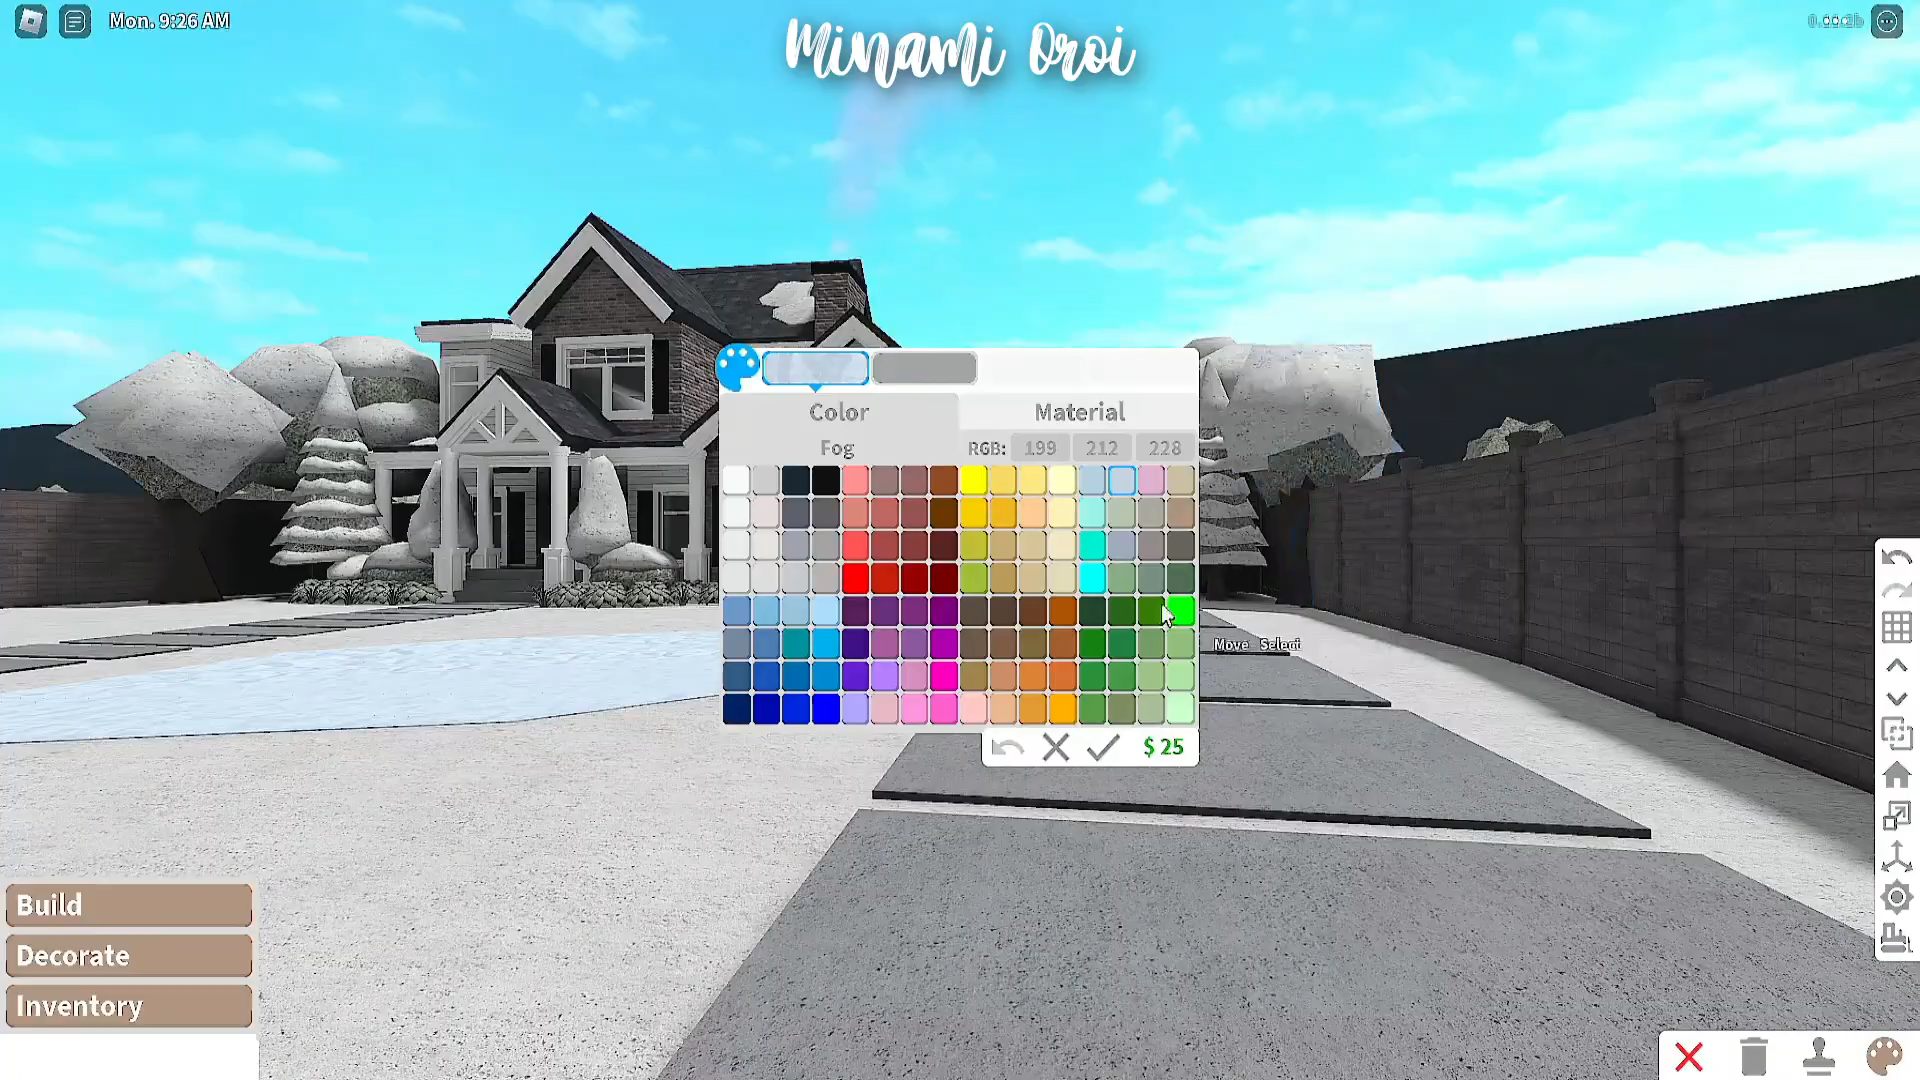 Mon. 9:26 AM
Minami Oroi
Color
Material
Fog
RGB: 199 212 228
Move Select
$ 25
Build
Decorate
Inventory